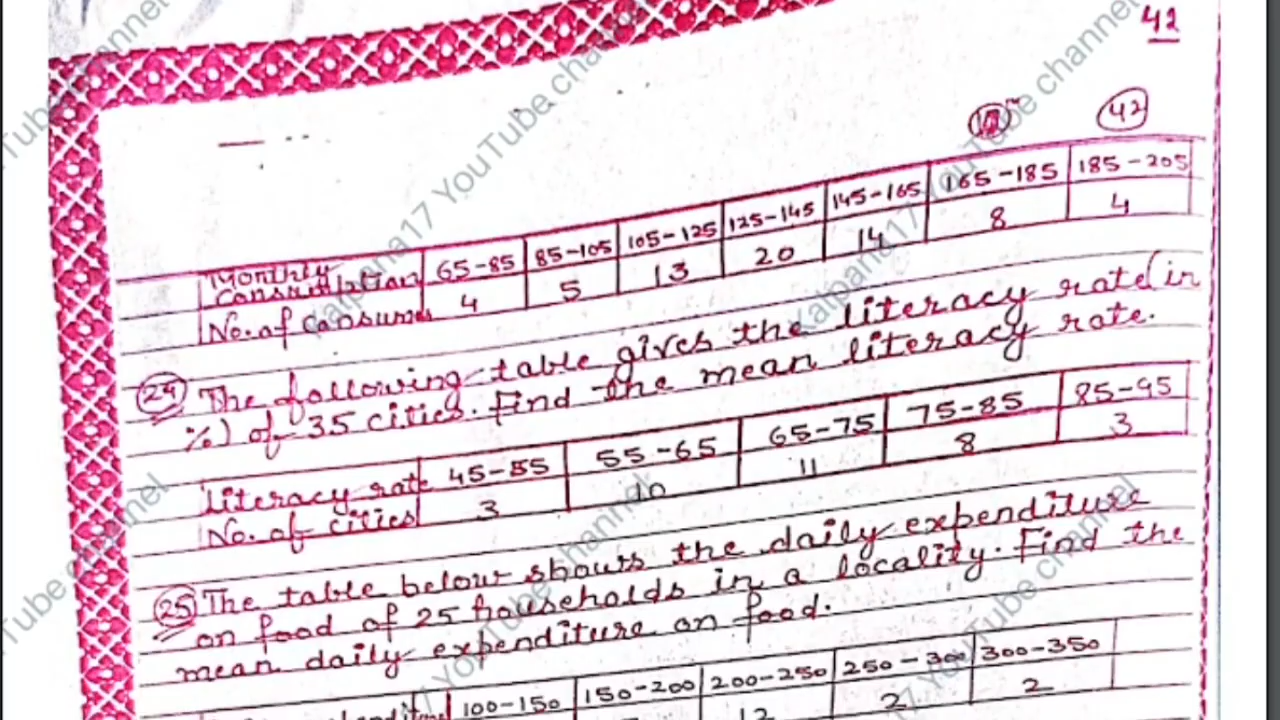 42
42
Monthly Consumption 65-85 85-105 105-125 125-145 145-165 165-185 185-205
No. of Consumes 4 5 13 20 14 8 4
24 The following table gives the literacy rate (in
%) of 35 cities. Find the mean literacy rate.
Literacy rate 45-55 55-65 65-75 75-85 85-95
No. of cities 3 10 11 8 3
25 The table below shows the daily expenditure
on food of 25 households in a locality. Find the
mean daily expenditure on food.
100-150 150-200 200-250 250-300 300-350
12 2 2
Kalpana17 YouTube channel